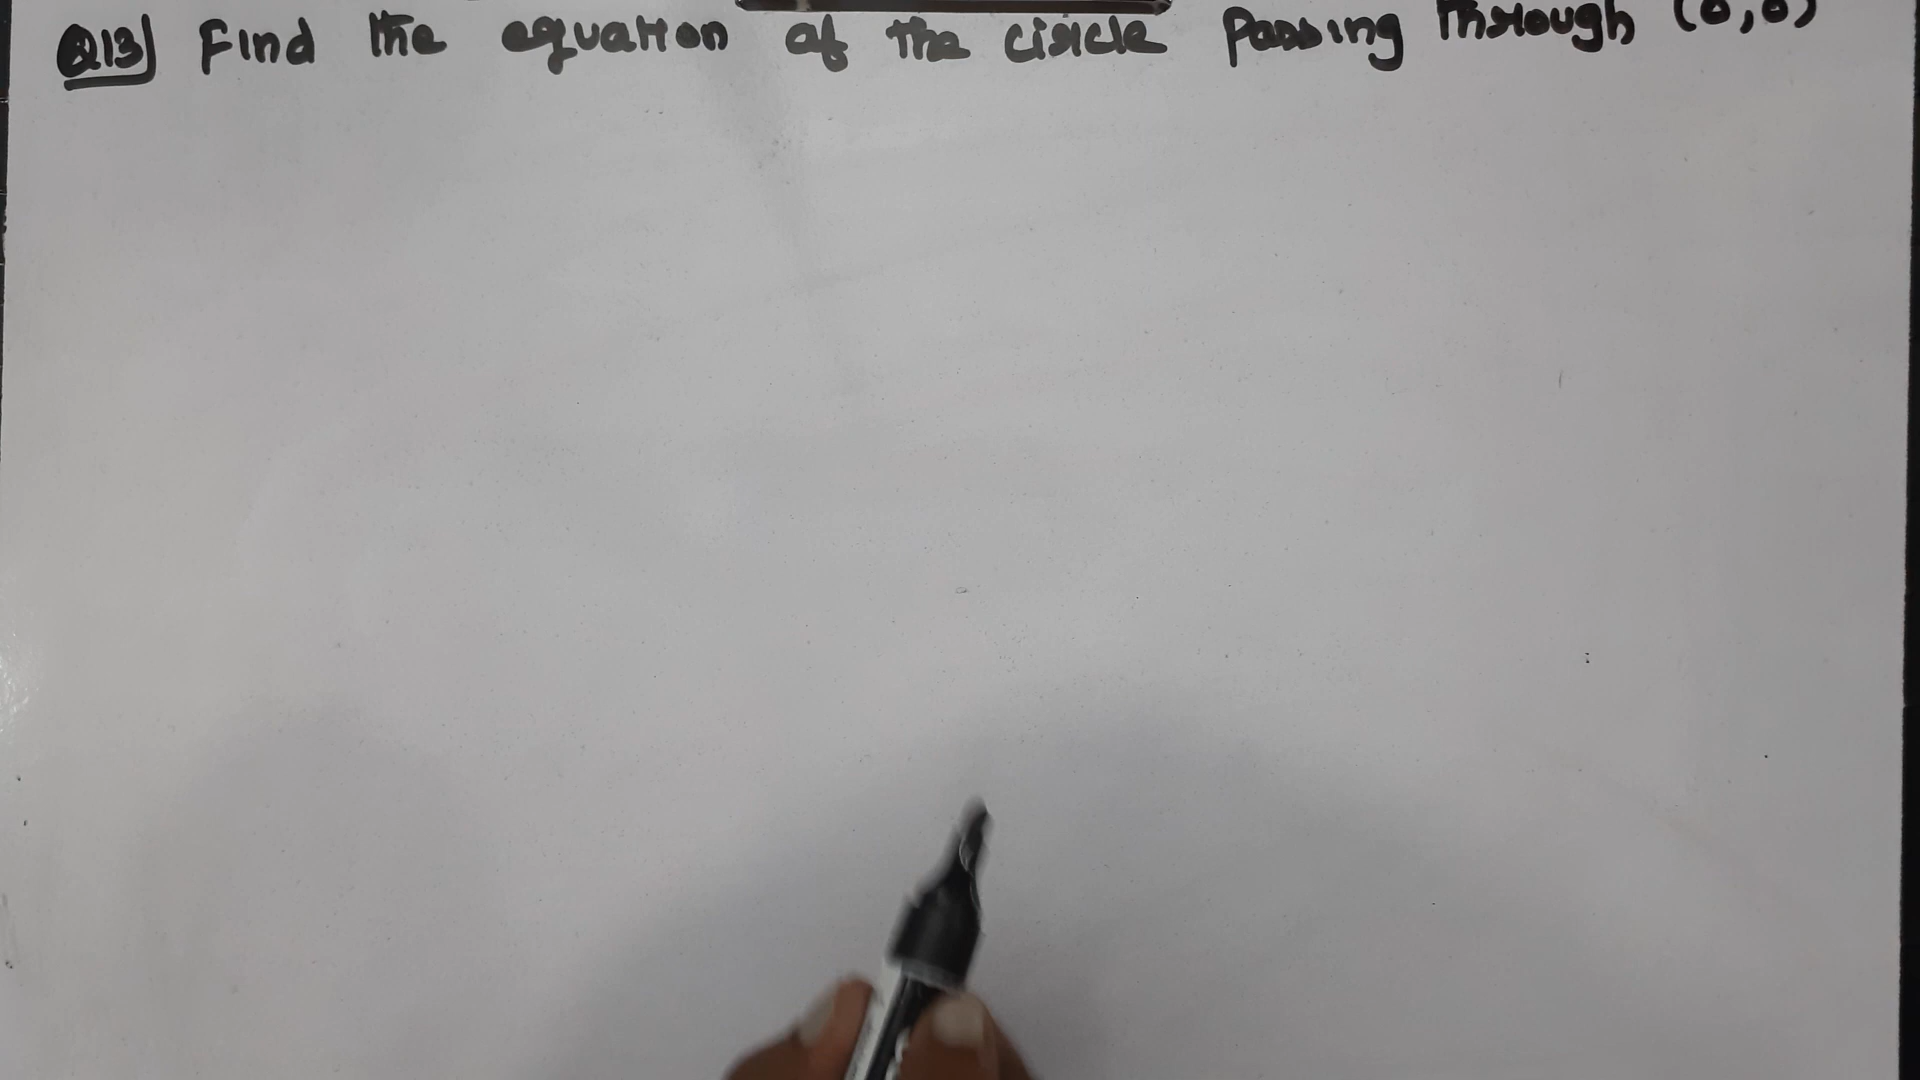 Q13) Find the equation of the circle Passing Through (0,0)